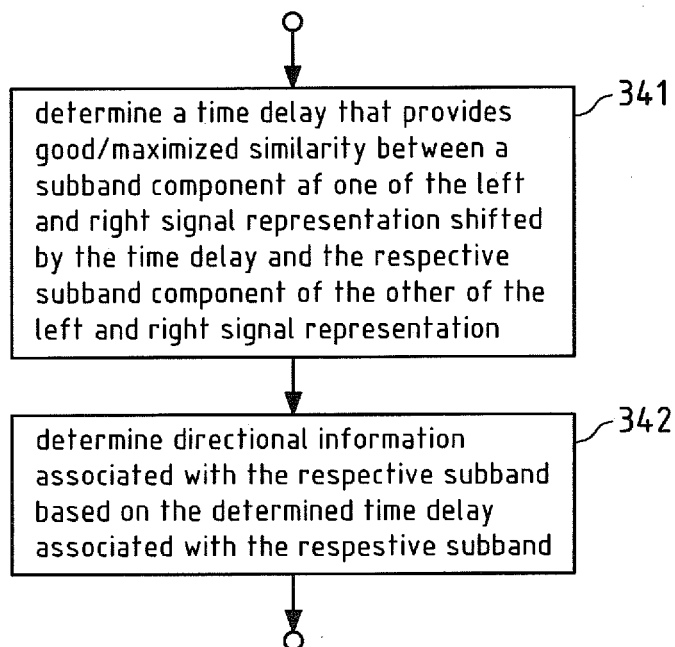 341
determine a time delay that provides
good/maximized similarity between a
subband component af one of the left
and right signal representation shifted
by the time delay and the respective
subband component of the other of the
left and right signal representation
342
determine directional information
associated with the respective subband
based on the determined time delay
associated with the respestive subband